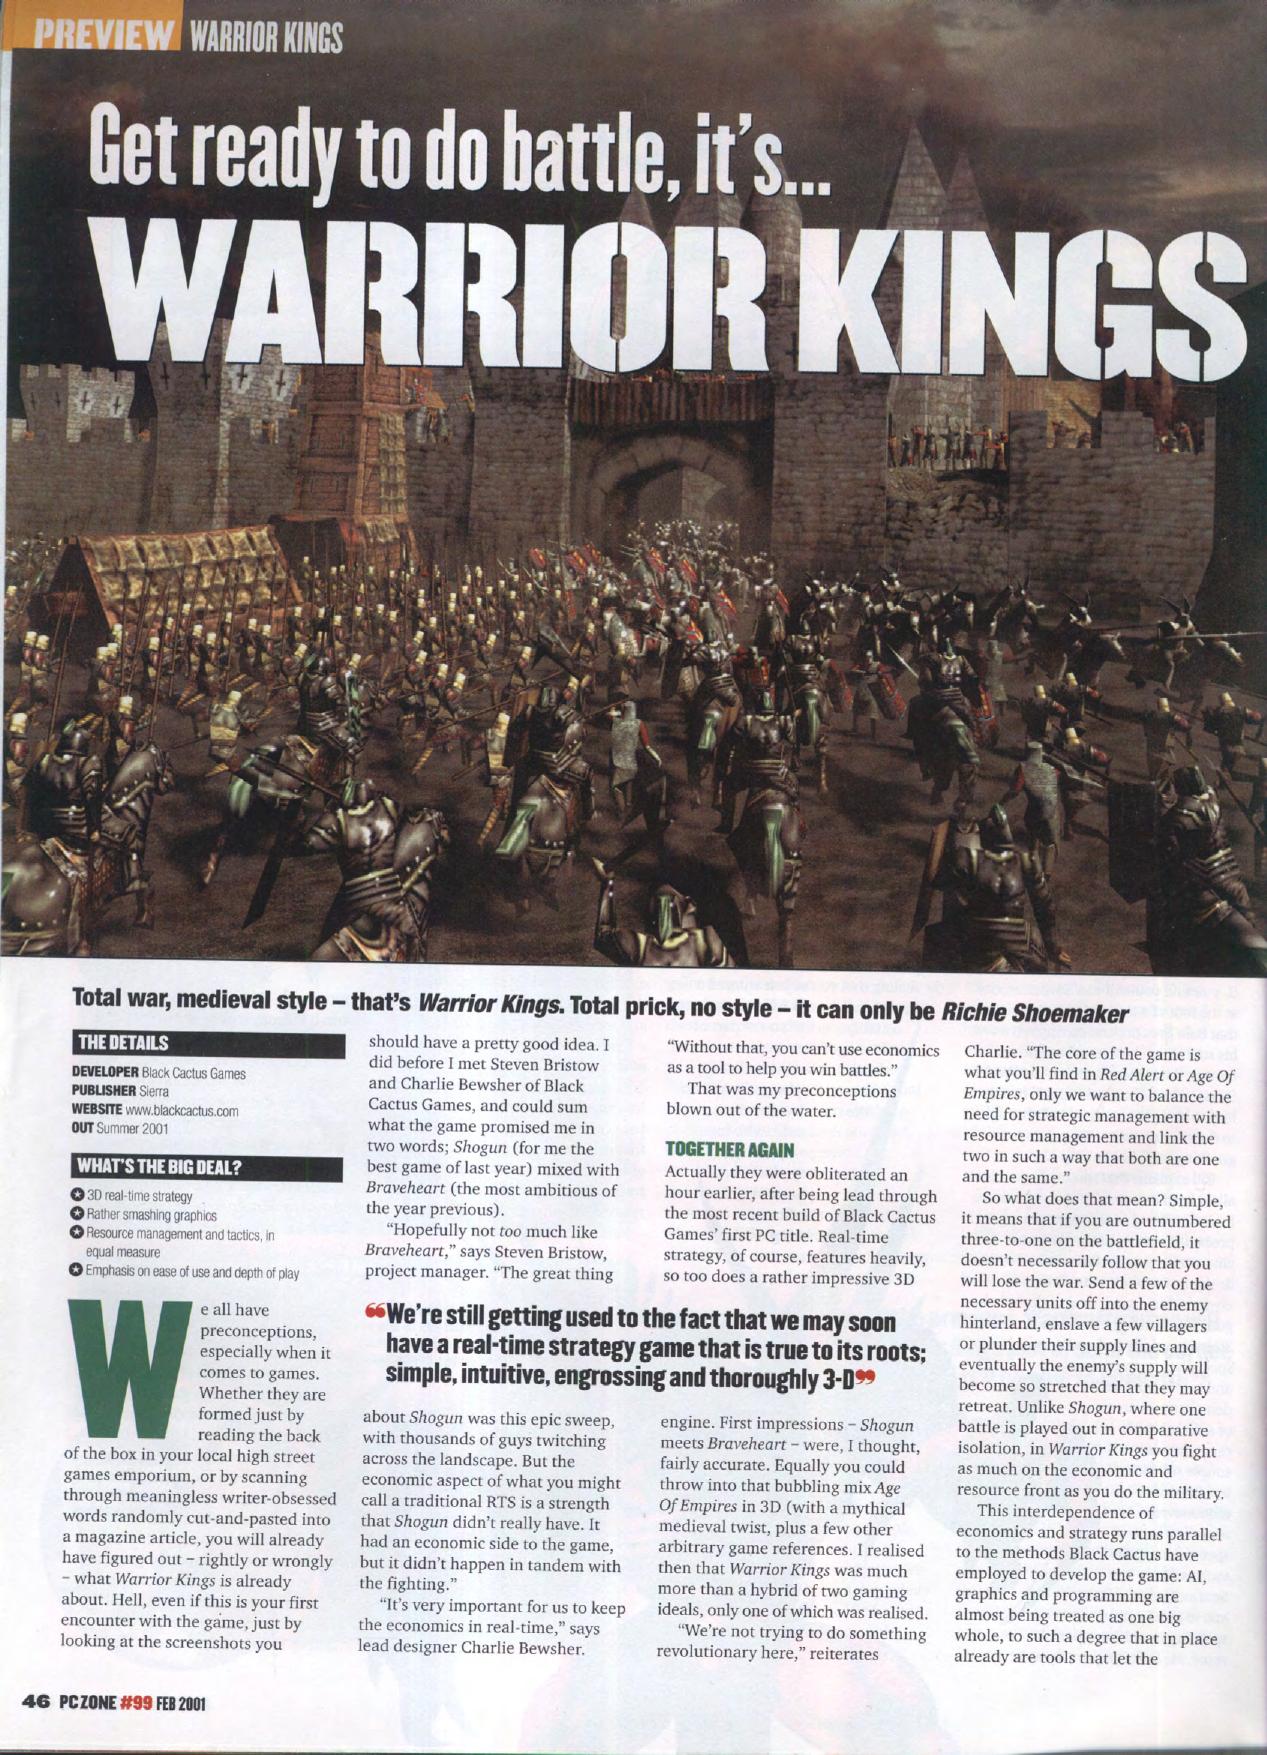 PREVIEW WARRIOR KINGS
Get ready to do battle, it's...
WARRIOR KINGS
Total war, medieval style – that's Warrior Kings. Total prick, no style – it can only be Richie Shoemaker
THE DETAILS
DEVELOPER Black Cactus Games
PUBLISHER Sierra
WEBSITE www.blackcactus.com
OUT Summer 2001
WHAT'S THE BIG DEAL?
3D real-time strategy
Rather smashing graphics
Resource management and tactics, in
equal measure
Emphasis on ease of use and depth of play
We all have
preconceptions,
especially when it
comes to games.
Whether they are
formed just by
reading the back
of the box in your local high street
games emporium, or by scanning
through meaningless writer-obsessed
words randomly cut-and-pasted into
a magazine article, you will already
have figured out – rightly or wrongly
– what Warrior Kings is already
about. Hell, even if this is your first
encounter with the game, just by
looking at the screenshots you
should have a pretty good idea. I
did before I met Steven Bristow
and Charlie Bewsher of Black
Cactus Games, and could sum
what the game promised me in
two words; Shogun (for me the
best game of last year) mixed with
Braveheart (the most ambitious of
the year previous).
"Hopefully not too much like
Braveheart," says Steven Bristow,
project manager. "The great thing
about Shogun was this epic sweep,
with thousands of guys twitching
across the landscape. But the
economic aspect of what you might
call a traditional RTS is a strength
that Shogun didn't really have. It
had an economic side to the game,
but it didn't happen in tandem with
the fighting."
"It's very important for us to keep
the economics in real-time," says
lead designer Charlie Bewsher.
"Without that, you can't use economics
as a tool to help you win battles."
That was my preconceptions
blown out of the water.
TOGETHER AGAIN
Actually they were obliterated an
hour earlier, after being lead through
the most recent build of Black Cactus
Games' first PC title. Real-time
strategy, of course, features heavily,
so too does a rather impressive 3D
“We're still getting used to the fact that we may soon
have a real-time strategy game that is true to its roots;
simple, intuitive, engrossing and thoroughly 3-D”
engine. First impressions – Shogun
meets Braveheart – were, I thought,
fairly accurate. Equally you could
throw into that bubbling mix Age
Of Empires in 3D (with a mythical
medieval twist, plus a few other
arbitrary game references. I realised
then that Warrior Kings was much
more than a hybrid of two gaming
ideals, only one of which was realised.
"We're not trying to do something
revolutionary here," reiterates
Charlie. "The core of the game is
what you'll find in Red Alert or Age Of
Empires, only we want to balance the
need for strategic management with
resource management and link the
two in such a way that both are one
and the same."
So what does that mean? Simple,
it means that if you are outnumbered
three-to-one on the battlefield, it
doesn't necessarily follow that you
will lose the war. Send a few of the
necessary units off into the enemy
hinterland, enslave a few villagers
or plunder their supply lines and
eventually the enemy's supply will
become so stretched that they may
retreat. Unlike Shogun, where one
battle is played out in comparative
isolation, in Warrior Kings you fight
as much on the economic and
resource front as you do the military.
This interdependence of
economics and strategy runs parallel
to the methods Black Cactus have
employed to develop the game: AI,
graphics and programming are
almost being treated as one big
whole, to such a degree that in place
already are tools that let the
46 PCZONE #99 FEB 2001